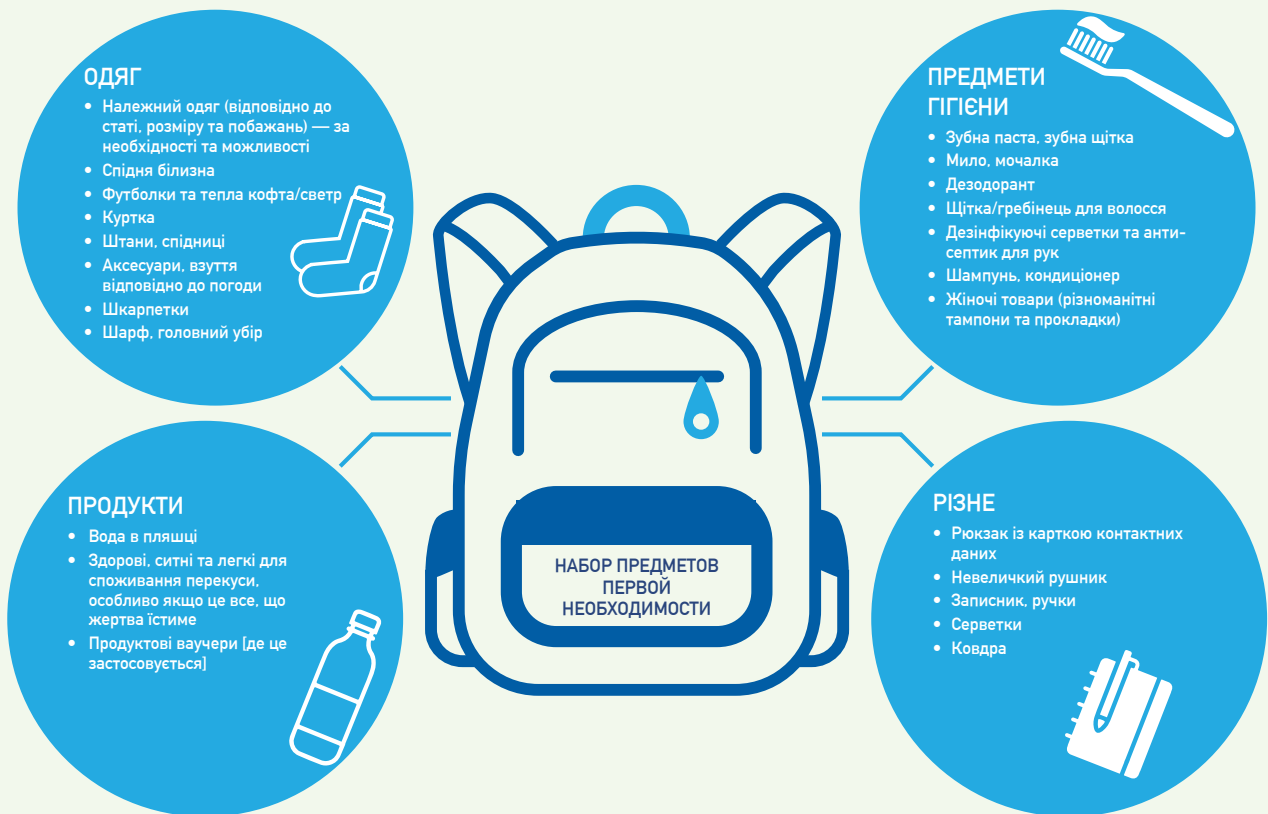 ОДЯГ
• Належний одяг (відповідно до
статі, розміру та побажань) — за
необхідності та можливості
• Спідня білизна
• Футболки та тепла кофта/светр
• Куртка
• Штани, спідниці
• Аксесуари, взуття
відповідно до погоди
• Шкарпетки
• Шарф, головний убір
ПРЕДМЕТИ
ГІГІЄНИ
• Зубна паста, зубна щітка
• Мило, мочалка
• Дезодорант
• Щітка/гребінець для волосся
• Дезінфікуючі серветки та анти-
септик для рук
• Шампунь, кондиціонер
• Жіночі товари (різноманітні
тампони та прокладки)
НАБОР ПРЕДМЕТОВ
ПЕРВОЙ
НЕОБХОДИМОСТИ
ПРОДУКТИ
• Вода в пляшці
• Здорові, ситні та легкі для
споживання перекуси,
особливо якщо це все, що
жертва їстиме
• Продуктові ваучери [де це
застосовується]
РІЗНЕ
• Рюкзак із карткою контактних
даних
• Невеличкий рушник
• Записник, ручки
• Серветки
• Ковдра